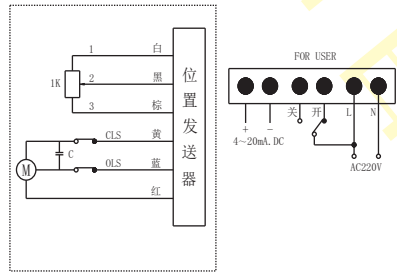 1 白
1K 2 黑
3 棕
CLS 黄
C
OLS 蓝
M
红
位置发送器
FOR USER
关 开 L N
+ -
4~20mA.DC
AC220V